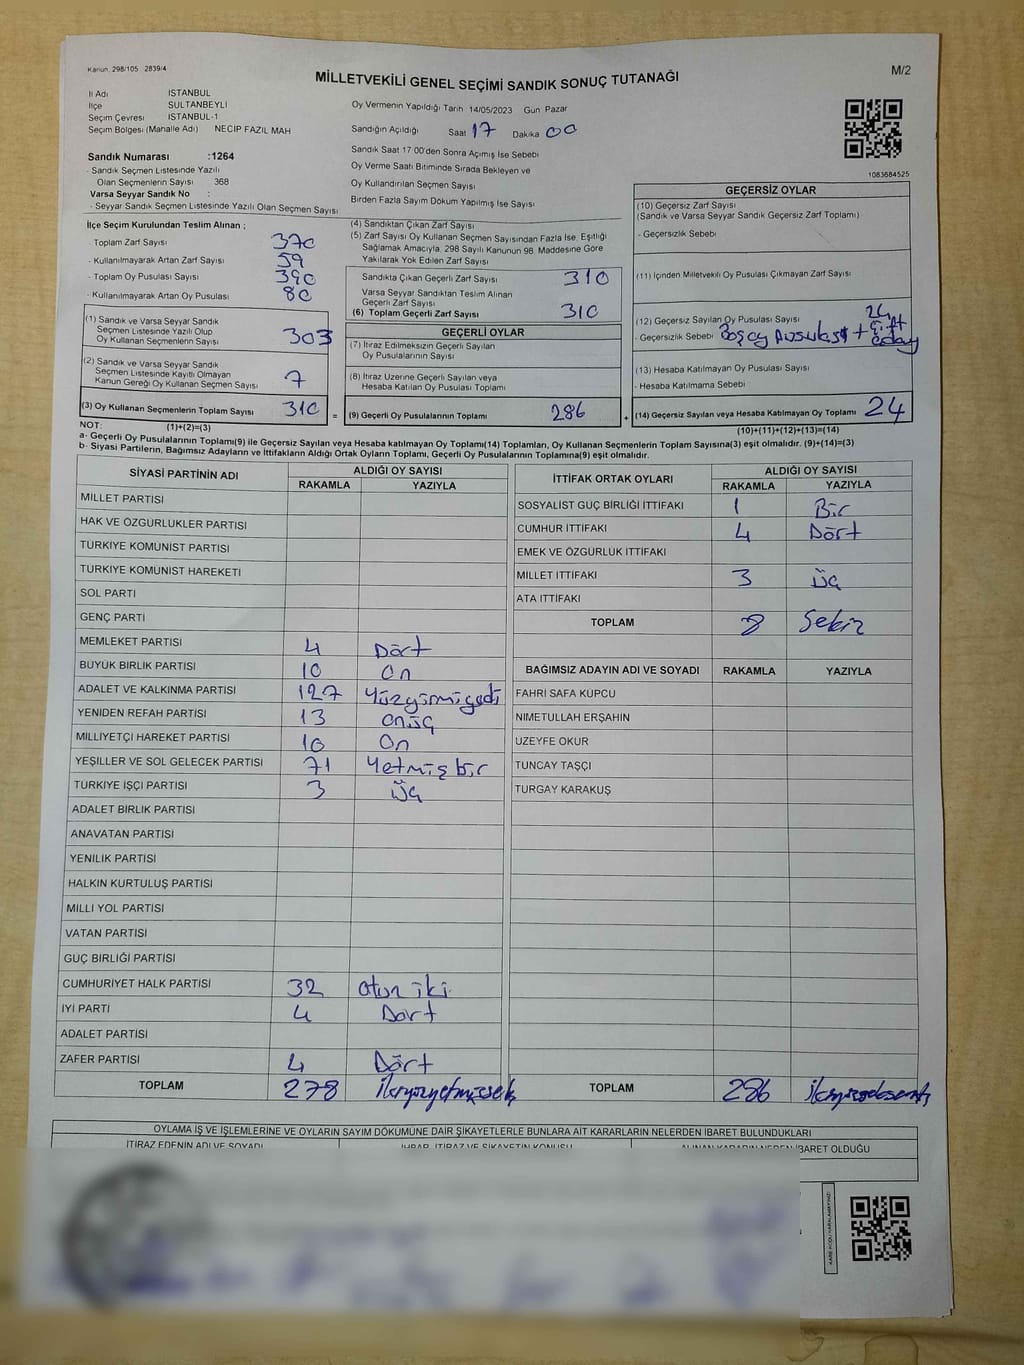 Kanun, 298/105 2839/4
MİLLETVEKİLİ GENEL SEÇİMİ SANDIK SONUÇ TUTANAĞI
M/2
İl Adı İSTANBUL
İlçe SULTANBEYLİ
Seçim Çevresi İSTANBUL-1
Seçim Bölgesi (Mahalle Adı) NECİP FAZIL MAH
Oy Vermenin Yapıldığı Tarih 14/05/2023 Gün Pazar
Sandığın Açıldığı Saat 17 Dakika 00
Sandık Saat 17:00'den Sonra Açımış İse Sebebi
Oy Verme Saati Bitiminde Sırada Bekleyen ve
Oy Kullandırılan Seçmen Sayısı
Birden Fazla Sayım Döküm Yapılmış İse Sayısı
1083684525
Sandık Numarası :1264
- Sandık Seçmen Listesinde Yazılı
Olan Seçmenlerin Sayısı 368
Varsa Seyyar Sandık No :
- Seyyar Sandık Seçmen Listesinde Yazılı Olan Seçmen Sayısı
İlçe Seçim Kurulundan Teslim Alınan ;
- Toplam Zarf Sayısı 370
- Kullanılmayarak Artan Zarf Sayısı 59
- Toplam Oy Pusulası Sayısı 390
- Kullanılmayarak Artan Oy Pusulası 80
(1) Sandık ve Varsa Seyyar Sandık
Seçmen Listesinde Yazılı Olup
Oy Kullanan Seçmenlerin Sayısı 303
(2) Sandık ve Varsa Seyyar Sandık
Seçmen Listesinde Kayıtlı Olmayan
Kanun Gereği Oy Kullanan Seçmen Sayısı 7
(3) Oy Kullanan Seçmenlerin Toplam Sayısı 310
(4) Sandıktan Çıkan Zarf Sayısı
(5) Zarf Sayısı Oy Kullanan Seçmen Sayısından Fazla İse, Eşitliği
Sağlamak Amacıyla, 298 Sayılı Kanunun 98. Maddesine Göre
Yakılarak Yok Edilen Zarf Sayısı
Sandıkta Çıkan Geçerli Zarf Sayısı 310
Varsa Seyyar Sandıktan Teslim Alınan
Geçerli Zarf Sayısı
(6) Toplam Geçerli Zarf Sayısı 310
GEÇERLİ OYLAR
(7) İtiraz Edilmeksizin Geçerli Sayılan
Oy Pusulalarının Sayısı
(8) İtiraz Üzerine Geçerli Sayılan veya
Hesaba Katılan Oy Pusulası Toplamı
= (9) Geçerli Oy Pusulalarının Toplamı 286 +
GEÇERSİZ OYLAR
(10) Geçersiz Zarf Sayısı
(Sandık ve Varsa Seyyar Sandık Geçersiz Zarf Toplamı)
- Geçersizlik Sebebi
(11) İçinden Milletvekili Oy Pusulası Çıkmayan Zarf Sayısı
(12) Geçersiz Sayılan Oy Pusulası Sayısı 24
- Geçersizlik Sebebi Boş oy pusulası + Çift aday
(13) Hesaba Katılmayan Oy Pusulası Sayısı
- Hesaba Katılmama Sebebi
(14) Geçersiz Sayılan veya Hesaba Katılmayan Oy Toplamı 24
NOT: (1)+(2)=(3)
(10)+(11)+(12)+(13)=(14)
a- Geçerli Oy Pusulalarının Toplamı(9) ile Geçersiz Sayılan veya Hesaba katılmayan Oy Toplamı(14) Toplamları, Oy Kullanan Seçmenlerin Toplam Sayısına(3) eşit olmalıdır. (9)+(14)=(3)
b- Siyasi Partilerin, Bağımsız Adayların ve İttifakların Aldığı Ortak Oyların Toplamı, Geçerli Oy Pusulalarının Toplamına(9) eşit olmalıdır.
SİYASİ PARTİNİN ADI ALDIĞI OY SAYISI
RAKAMLA YAZIYLA
MİLLET PARTİSİ
HAK VE ÖZGÜRLÜKLER PARTİSİ
TÜRKİYE KOMÜNİST PARTİSİ
TÜRKİYE KOMÜNİST HAREKETİ
SOL PARTİ
GENÇ PARTİ
MEMLEKET PARTİSİ 4 Dört
BÜYÜK BİRLİK PARTİSİ 10 On
ADALET VE KALKINMA PARTİSİ 127 Yüzyirmiyedi
YENİDEN REFAH PARTİSİ 13 onüç
MİLLİYETÇİ HAREKET PARTİSİ 10 On
YEŞİLLER VE SOL GELECEK PARTİSİ 71 Yetmiş bir
TÜRKİYE İŞÇİ PARTİSİ 3 Üç
ADALET BİRLİK PARTİSİ
ANAVATAN PARTİSİ
YENİLİK PARTİSİ
HALKIN KURTULUŞ PARTİSİ
MİLLİ YOL PARTİSİ
VATAN PARTİSİ
GÜÇ BİRLİĞİ PARTİSİ
CUMHURİYET HALK PARTİSİ 32 otuz iki
İYİ PARTİ 4 Dört
ADALET PARTİSİ
ZAFER PARTİSİ 4 Dört
TOPLAM 278 İkiyüzyetmişsek
İTTİFAK ORTAK OYLARI ALDIĞI OY SAYISI
RAKAMLA YAZIYLA
SOSYALİST GÜÇ BİRLİĞİ İTTİFAKI 1 Bir
CUMHUR İTTİFAKI 4 Dört
EMEK VE ÖZGÜRLÜK İTTİFAKI
MİLLET İTTİFAKI 3 Üç
ATA İTTİFAKI
TOPLAM 8 Sekiz
BAĞIMSIZ ADAYIN ADI VE SOYADI RAKAMLA YAZIYLA
FAHRİ SAFA KÜPÇÜ
NİMETULLAH ERŞAHİN
ÜZEYFE OKUR
TUNCAY TAŞÇI
TURGAY KARAKUŞ
TOPLAM 286
OYLAMA İŞ VE İŞLEMLERİNE VE OYLARIN SAYIM DÖKÜMÜNE DAİR ŞİKAYETLERLE BUNLARA AİT KARARLARIN NELERDEN İBARET BULUNDUKLARI
İTİRAZ EDENİN ADI VE SOYADI İHBAR, İTİRAZ VE ŞİKAYETİN KONUSU ALINAN KARARIN NEDEN İBARET OLDUĞU